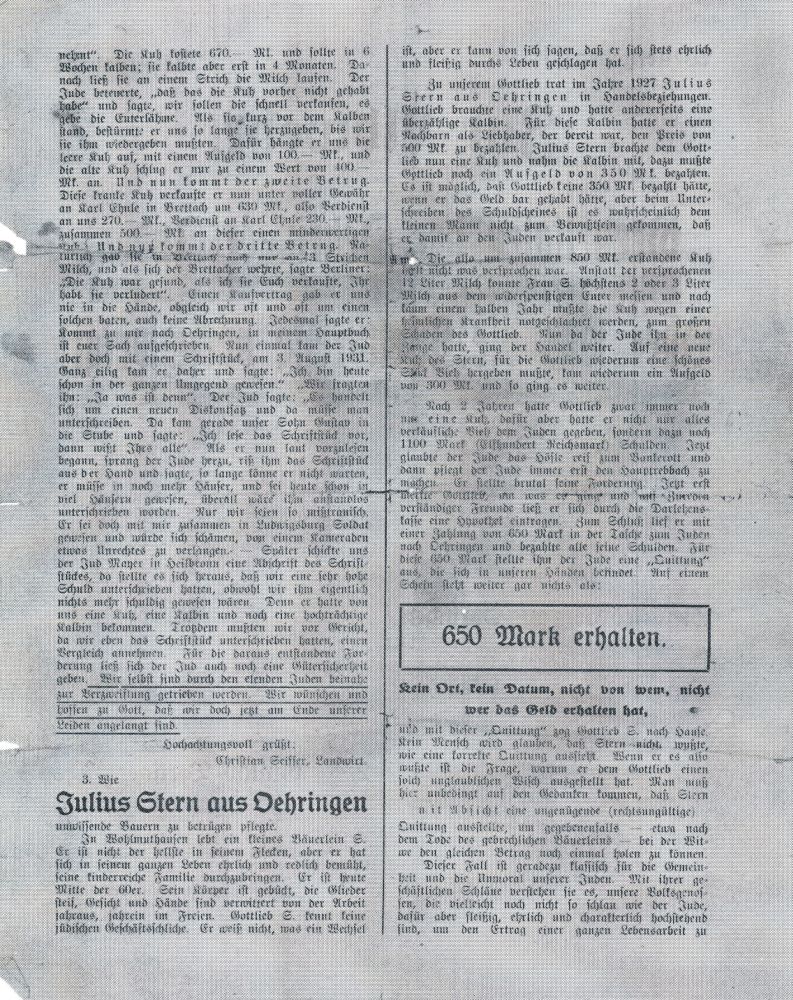 nehmt“. Die Kuh kostete 670.— Mk. und sollte in 6
Wochen kalben; sie kalbte aber erst in 4 Monaten. Da-
nach ließ sie an einem Strich die Milch laufen. Der
Jude beteuerte, „daß das die Kuh vorher nicht gehabt
habe“ und sagte, wir sollen die schnell verkaufen, es
gebe die Euterlähme. Als sie kurz vor dem Kalben
stand, bestürmte er uns so lange sie herzugeben, bis wir
sie ihm wiedergeben mußten. Dafür hängte er uns die
leere Kuh auf, mit einem Aufgeld von 100.— Mk., und
die alte Kuh schlug er nur zu einem Wert von 400.—
Mk. an. Und nun kommt der zweite Betrug.
Diese kranke Kuh verkaufte er nun unter voller Gewähr
an Karl Thule in Brettach um 630 Mk., also Verdienst
an uns 270.— Mk., Verdienst an Karl Thule 230.— Mk.,
zusammen 500.— Mk. an dieser einen minderwertigen
Kuh! Und nun kommt der dritte Betrug. Na-
türlich gab sie in Brettach auch nur an 3 Strichen
Milch, und als sich der Brettacher wehrte, sagte Berliner:
„Die Kuh war gesund, als ich sie Euch verkaufte, Ihr
habt sie verludert“. Einen Kaufvertrag gab er uns
nie in die Hände, obgleich wir oft und oft um einen
solchen baten, auch keine Abrechnung. Jedesmal sagte er:
Kommt zu mir nach Oehringen, in meinem Hauptbuch
ist euer Sach aufgeschrieben. Nun einmal kam der Jud
aber doch mit einem Schriftstück, am 3. August 1931.
Ganz eilig kam er daher und sagte: „Ich bin heute
schon in der ganzen Umgegend gewesen.“ „Wir fragten
ihn: „Ja was ist denn“. Der Jud sagte: „Es handelt
sich um einen neuen Diskontsatz und da müsse man
unterschreiben. Da kam gerade unser Sohn Gustav in
die Stube und sagte: „Ich lese das Schriftstück vor,
dann wißt Ihrs alle“. Als er nun laut vorzulesen
begann, sprang der Jude herzu, riß ihm das Schriftstück
aus der Hand und sagte, so lange könne er nicht warten,
er müsse in noch mehr Häuser, und sei heute schon in
viel Häusern gewesen, überall wäre ihm anstandslos
unterschrieben worden. Nur wir seien so mißtrauisch.
Er sei doch mit mir zusammen in Ludwigsburg Soldat
gewesen und würde sich schämen, von einem Kameraden
etwas Unrechtes zu verlangen. — Später schickte uns
der Jud Mayer in Heilbronn eine Abschrift des Schrift-
stückes, da stellte es sich heraus, daß wir eine sehr hohe
Schuld unterschrieben hatten, obwohl wir ihm eigentlich
nichts mehr schuldig gewesen wären. Denn er hatte von
uns eine Kuh, eine Kalbin und noch eine hochträchtige
Kalbin bekommen. Trotzdem mußten wir vor Gericht,
da wir eben das Schriftstück unterschrieben hatten, einen
Vergleich annehmen. Für die daraus entstandene For-
derung ließ sich der Jud auch noch eine Gütersicherheit
geben. Wir selbst sind durch den elenden Juden beinahe
zur Verzweiflung getrieben worden. Wir wünschen und
hoffen zu Gott, daß wir doch jetzt am Ende unserer
Leiden angelangt sind.
Hochachtungsvoll grüßt:
Christian Seiffer, Landwirt.
3. Wie
Julius Stern aus Oehringen
unwissende Bauern zu betrügen pflegte.
In Wohlmuthausen lebt ein kleines Bäuerlein S.
Er ist nicht der hellste in seinem Flecken, aber er hat
sich in seinem ganzen Leben ehrlich und redlich bemüht,
seine kinderreiche Familie durchzubringen. Er ist heute
Mitte der 60er. Sein Körper ist gebückt, die Glieder
steif, Gesicht und Hände sind verwittert von der Arbeit
jahraus, jahrein im Freien. Gottlieb S. kennt keine
jüdischen Geschäftsschliche. Er weiß nicht, was ein Wechsel
ist, aber er kann von sich sagen, daß er sich stets ehrlich
und fleißig durchs Leben geschlagen hat.
Zu unserem Gottlieb trat im Jahre 1927 Julius
Stern aus Oehringen in Handelsbeziehungen.
Gottlieb brauchte eine Kuh und hatte andererseits eine
überzählige Kalbin. Für diese Kalbin hatte er einen
Nachbarn als Liebhaber, der bereit war, den Preis von
500 Mk. zu bezahlen. Julius Stern brachte dem Gott-
lieb nun eine Kuh und nahm die Kalbin mit, dazu mußte
Gottlieb noch ein Aufgeld von 350 Mk. bezahlen.
Es ist möglich, daß Gottlieb keine 350 Mk. bezahlt hätte,
wenn er das Geld bar gehabt hätte, aber beim Unter-
schreiben des Schuldscheines ist es wahrscheinlich dem
kleinen Mann nicht zum Bewußtsein gekommen, daß
er damit an den Juden verkauft war.
Die also um zusammen 850 Mk. erstandene Kuh
nicht was versprochen war. Anstatt der versprochenen
12 Liter Milch konnte Frau S. höchstens 2 oder 3 Liter
Milch aus dem widerspenstigen Euter messen und nach
kaum einem halben Jahr mußte die Kuh wegen einer
heimlichen Krankheit notgeschlachtet werden, zum großen
Schaden des Gottlieb. Nun da der Jude ihn in der
Zange hatte, ging der Handel weiter. Auf eine neue
Kuh des Stern, für die Gottlieb wiederum eine schönes
Stück Vieh hergeben mußte, kam wiederum ein Aufgeld
von 300 Mk. und so ging es weiter.
Nach 2 Jahren hatte Gottlieb zwar immer noch
nur eine Kuh, dafür aber hatte er nicht nur alles
verkäufliche Vieh dem Juden gegeben, sondern dazu noch
1100 Mark (Elfhundert Reichsmark) Schulden. Jetzt
glaubte der Jude das Höfle reif zum Bankerott und
dann pflegt der Jude immer erst den Hauptrebbach zu
machen. Er stellte brutal seine Forderung. Jetzt erst
merkte Gottlieb, an was es ging und mit Zureden
verständiger Freunde ließ er sich durch die Darlehens-
kasse eine Hypothek eintragen. Zum Schluß lief er mit
einer Zahlung von 650 Mark in der Tasche zum Juden
nach Oehringen und bezahlte alle seine Schulden. Für
diese 650 Mark stellte ihm der Jude eine „Quittung“
aus, die sich in unseren Händen befindet. Auf einem
Schein steht weiter gar nichts als:
650 Mark erhalten.
Kein Ort, kein Datum, nicht von wem, nicht
wer das Geld erhalten hat,
und mit dieser „Quittung“ zog Gottlieb S. nach Hause.
Kein Mensch wird glauben, daß Stern nicht wußte,
wie eine korrekte Quittung aussieht. Wenn er es also
wußte ist die Frage, warum er dem Gottlieb einen
solch unglaublichen Wisch ausgestellt hat. Man muß
hier unbedingt auf den Gedanken kommen, daß Stern
mit Absicht eine ungenügende (rechtsungültige)
Quittung ausstellte, um gegebenenfalls — etwa nach
dem Tode des gebrechlichen Bäuerleins — bei der Wit-
we den gleichen Betrag noch einmal holen zu können.
Dieser Fall ist geradezu klassisch für die Gemein-
heit und die Unmoral unserer Juden. Mit ihrer ge-
schäftlichen Schläue verstehen sie es, unsere Volksgenos-
sen, die vielleicht noch nicht so schlau wie der Jude,
dafür aber fleißig, ehrlich und charakterlich hochstehend
sind, um den Ertrag einer ganzen Lebensarbeit zu